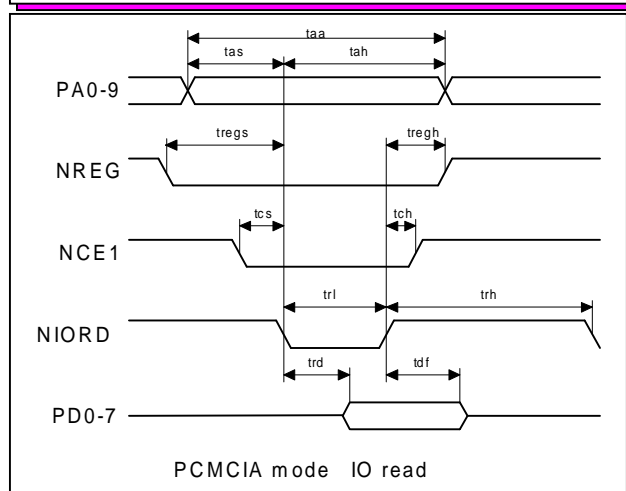 taa
tas tah
PA0-9
tregs tregh
NREG
tcs tch
NCE1
trl trh
NIORD
trd tdf
PD0-7
PCMCIA mode IO read